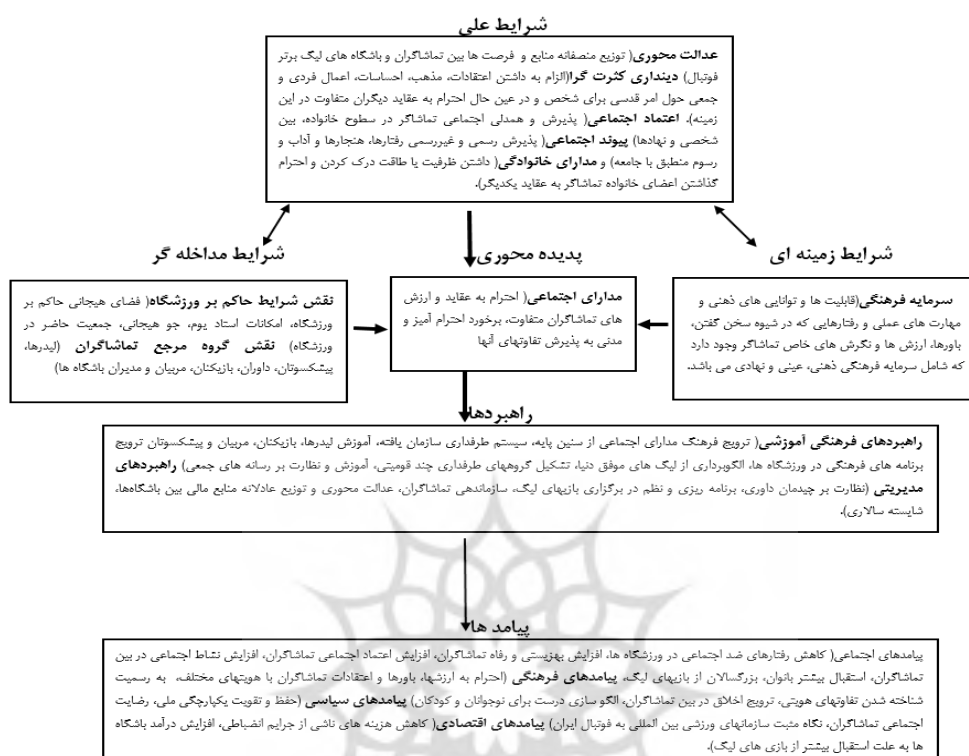 شرایط علی
عدالت محوری( توزیع منصفانه منابع و فرصت ها بین تماشاگران و باشگاه های لیگ برتر
فوتبال) دینداری کثرت گرا(الزام به داشتن اعتقادات، مذهب، احساسات، اعمال فردی و
جمعی حول امر قدسی برای شخص و در عین حال احترام به عقاید دیگران متفاوت در این
زمینه). اعتماد اجتماعی( پذیرش و همدلی اجتماعی تماشاگر در سطوح خانواده، بین
شخصی و نهادها) پیوند اجتماعی( پذیرش رسمی و غیررسمی رفتارها، هنجارها و آداب و
رسوم منطبق با جامعه) و مدارای خانوادگی( داشتن ظرفیت یا طاقت درک کردن و احترام
گذاشتن اعضای خانواده تماشاگر به عقاید یکدیگر).
شرایط زمینه ای
سرمایه فرهنگی(قابلیت ها و توانایی های ذهنی و
مهارت های عملی و رفتارهایی که در شیوه سخن گفتن،
باورها، ارزش ها و نگرش های خاص تماشاگر وجود دارد
که شامل سرمایه فرهنگی ذهنی، عینی و نهادی می باشد.
پدیده محوری
مدارای اجتماعی( احترام به عقاید و ارزش
های تماشاگران متفاوت، برخورد احترام آمیز و
مدنی به پذیرش تفاوتهای آنها
شرایط مداخله گر
نقش شرایط حاکم بر ورزشگاه( فضای هیجانی حاکم بر
ورزشگاه، امکانات استاد یوم، جو هیجانی، جمعیت حاضر در
ورزشگاه) نقش گروه مرجع تماشاگران (لیدرها،
پیشکسوتان، داوران، بازیکنان، مربیان و مدیران باشگاه ها)
راهبردها
راهبردهای فرهنگی آموزشی( ترویج فرهنگ مدارای اجتماعی از سنین پایه، سیستم طرفداری سازمان یافته، آموزش لیدرها، بازیکنان، مربیان و پیشکسوتان ترویج
برنامه های فرهنگی در ورزشگاه ها، الگوبرداری از لیگ های موفق دنیا، تشکیل گروههای طرفداری چند قومیتی، آموزش و نظارت بر رسانه های جمعی) راهبردهای
مدیریتی (نظارت بر چیدمان داوری، برنامه ریزی و نظم در برگزاری بازیهای لیگ، سازماندهی تماشاگران، عدالت محوری و توزیع عادلانه منابع مالی بین باشگاه‌ها،
شایسته سالاری).
پیامد ها
پیامدهای اجتماعی( کاهش رفتارهای ضد اجتماعی در ورزشگاه ها، افزایش بهزیستی و رفاه تماشاگران، افزایش اعتماد اجتماعی تماشاگران، افزایش نشاط اجتماعی در بین
تماشاگران، استقبال بیشتر بانوان، بزرگسالان از بازیهای لیگ، پیامدهای فرهنگی (احترام به ارزشها، باورها و اعتقادات تماشاگران با هویتهای مختلف، به رسمیت
شناخته شدن تفاوتهای هویتی، ترویج اخلاق در بین تماشاگران، الگو سازی درست برای نوجوانان و کودکان) پیامدهای سیاسی (حفظ و تقویت یکپارچگی ملی، رضایت
اجتماعی تماشاگران، نگاه مثبت سازمانهای ورزشی بین المللی به فوتبال ایران) پیامدهای اقتصادی( کاهش هزینه های ناشی از جرایم انضباطی، افزایش درآمد باشگاه
ها به علت استقبال بیشتر از بازی های لیگ).